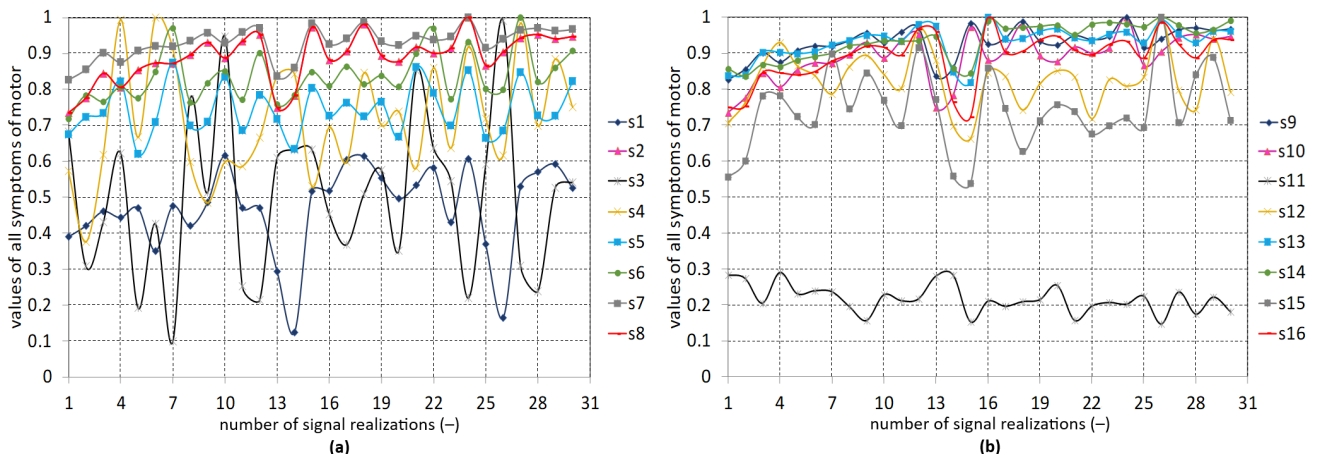 values of all symptoms of motor
1
0.9
0.8
0.7
0.6
0.5
0.4
0.3
0.2
0.1
0
1 4 7 10 13 16 19 22 25 28 31
number of signal realizations (–)
(a)
s1
s2
s3
s4
s5
s6
s7
s8
values of all symptoms of motor
1
0.9
0.8
0.7
0.6
0.5
0.4
0.3
0.2
0.1
0
1 4 7 10 13 16 19 22 25 28 31
number of signal realizations (–)
(b)
s9
s10
s11
s12
s13
s14
s15
s16